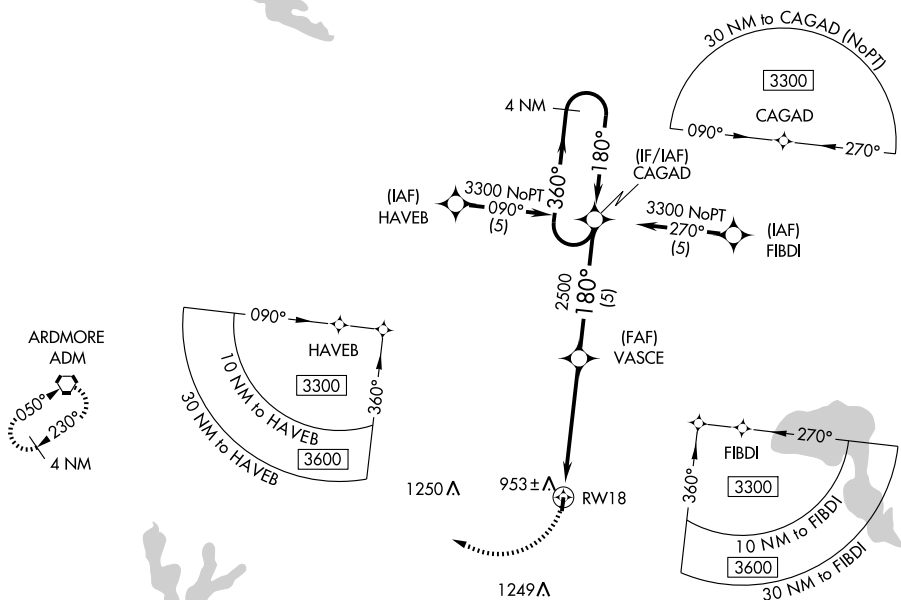 30 NM to CAGAD (NoPT)
3300
CAGAD
090°
270°
4 NM
360°
180°
(IF/IAF)
CAGAD
(IAF)
HAVEB
3300 NoPT
090°
(5)
3300 NoPT
270°
(5)
(IAF)
FIBDI
2500
180°
(5)
(FAF)
VASCE
ARDMORE
ADM
050°
230°
4 NM
090°
HAVEB
3300
360°
10 NM to HAVEB
3600
30 NM to HAVEB
270°
FIBDI
360°
3300
10 NM to FIBDI
3600
30 NM to FIBDI
1250
953±
RW18
1249